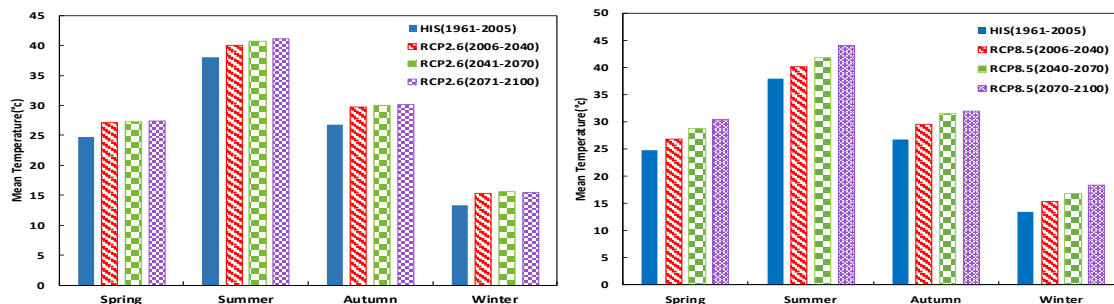 45
40
35
30
25
20
15
10
5
0
Mean Temperature(°c)
HIS(1961-2005)
RCP2.6(2006-2040)
RCP2.6(2041-2070)
RCP2.6(2071-2100)
Spring Summer Autumn Winter
50
45
40
35
30
25
20
15
10
5
0
Mean Temperature(°c)
HIS(1961-2005)
RCP8.5(2006-2040)
RCP8.5(2040-2070)
RCP8.5(2070-2100)
Spring Summer Autumn Winter